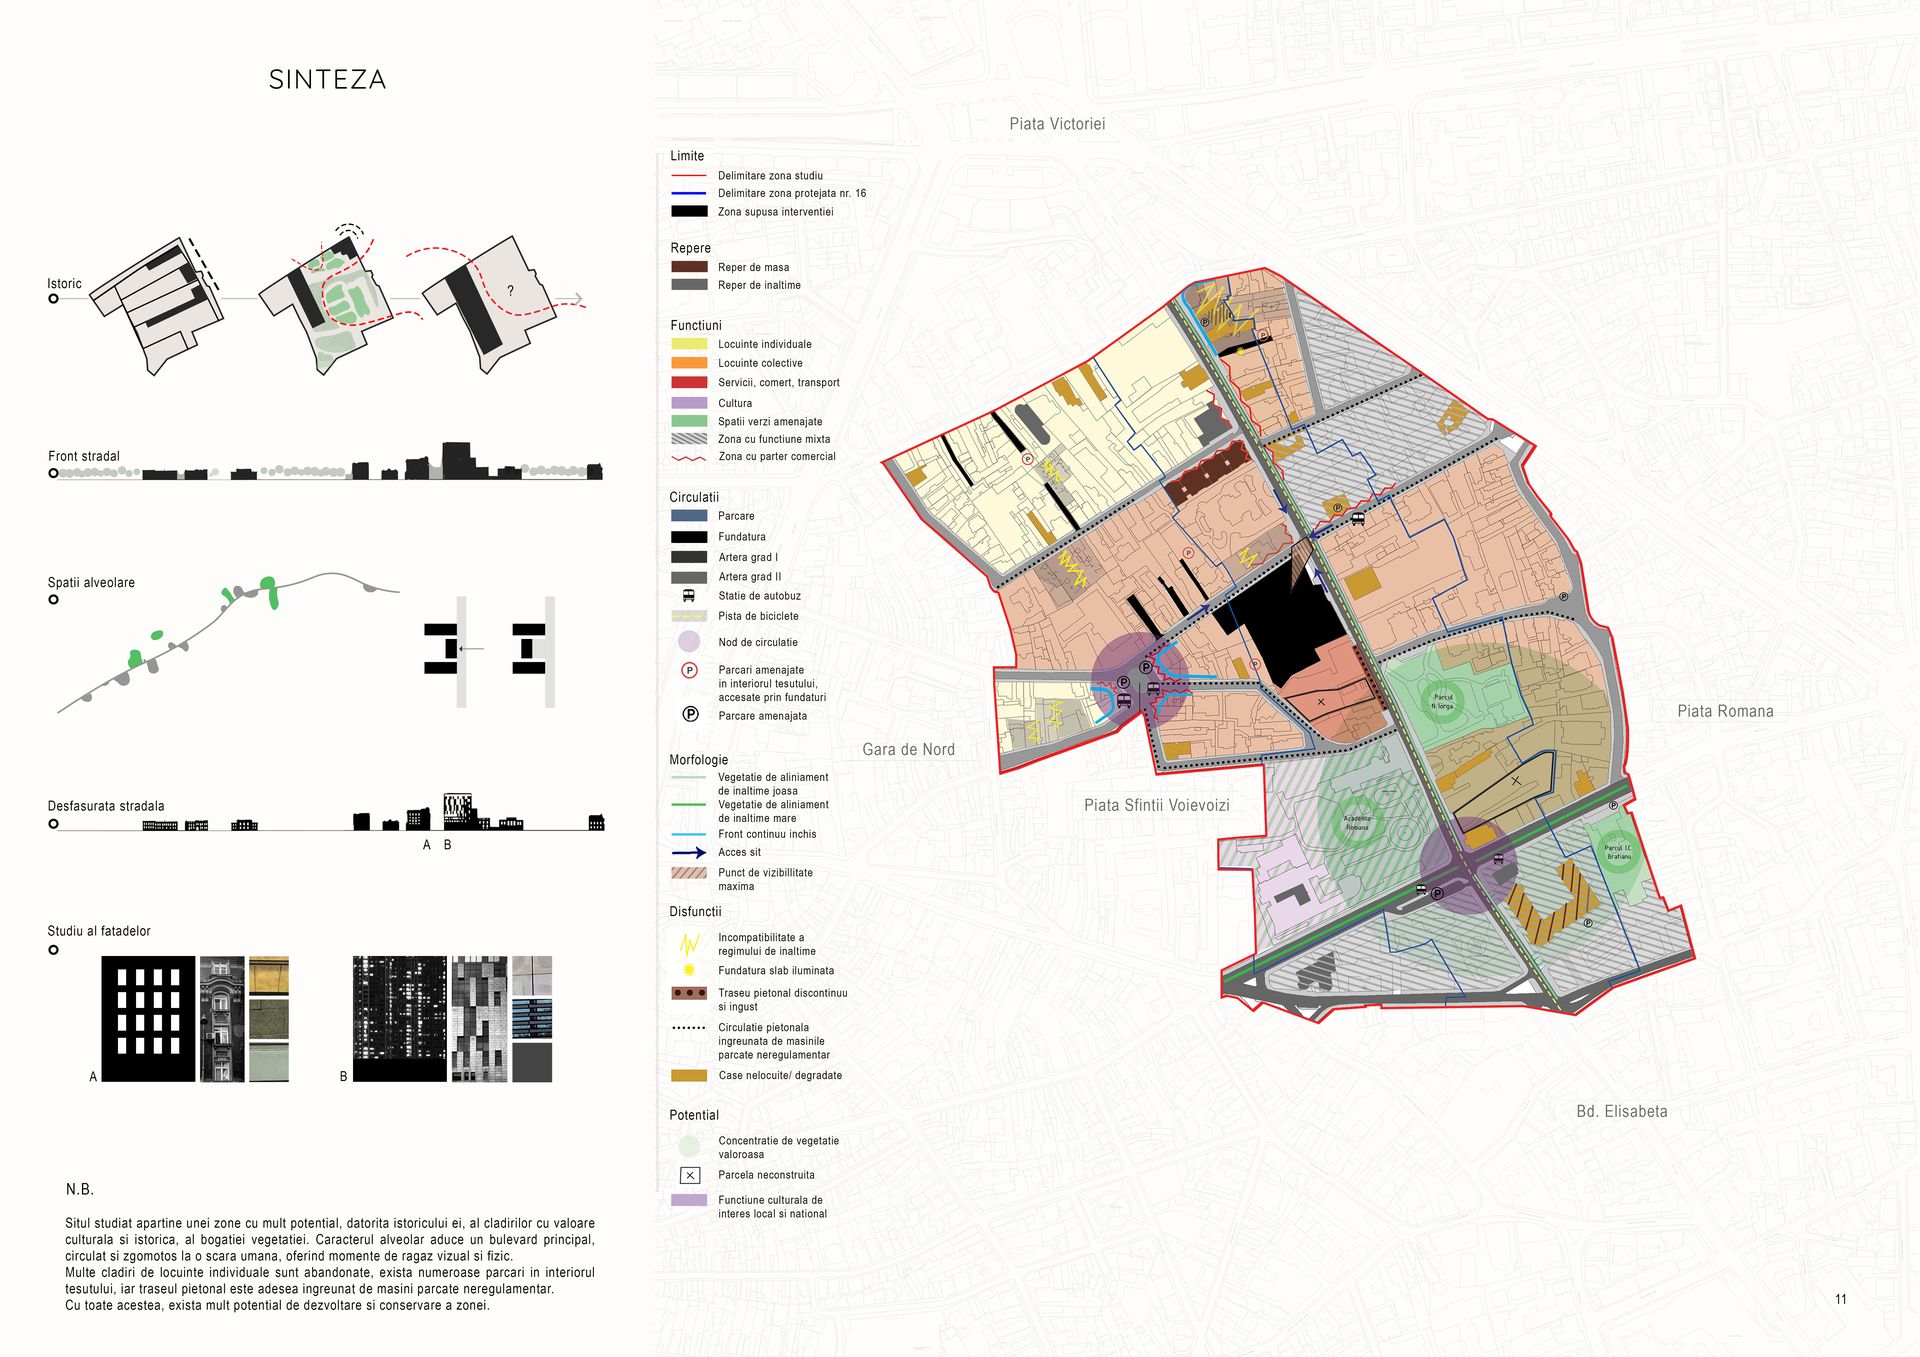 SINTEZA
Istoric
?
Front stradal
Spatii alveolare
Desfasurata stradala
A B
Studiu al fatadelor
A
B
N.B.
Situl studiat apartine unei zone cu mult potential, datorita istoricului ei, al cladirilor cu valoare
culturala si istorica, al bogatiei vegetatiei. Caracterul alveolar aduce un bulevard principal,
circulat si zgomotos la o scara umana, oferind momente de ragaz vizual si fizic.
Multe cladiri de locuinte individuale sunt abandonate, exista numeroase parcari in interiorul
tesutului, iar traseul pietonal este adesea ingreunat de masini parcate neregulamentar.
Cu toate acestea, exista mult potential de dezvoltare si conservare a zonei.
Limite
Delimitare zona studiu
Delimitare zona protejata nr. 16
Zona supusa interventiei
Repere
Reper de masa
Reper de inaltime
Functiuni
Locuinte individuale
Locuinte colective
Servicii, comert, transport
Cultura
Spatii verzi amenajate
Zona cu functiune mixta
Zona cu parter comercial
Circulatii
Parcare
Fundatura
Artera grad I
Artera grad II
Statie de autobuz
Pista de biciclete
Nod de circulatie
P
Parcari amenajate
in interiorul tesutului,
accesate prin fundaturi
P
Parcare amenajata
Morfologie
Vegetatie de aliniament
de inaltime joasa
Vegetatie de aliniament
de inaltime mare
Front continuu inchis
Acces sit
Punct de vizibillitate
maxima
Disfunctii
Incompatibilitate a
regimului de inaltime
Fundatura slab iluminata
Traseu pietonal discontinuu
si ingust
Circulatie pietonala
ingreunata de masinile
parcate neregulamentar
Case nelocuite/ degradate
Potential
Concentratie de vegetatie
valoroasa
Parcela neconstruita
Functiune culturala de
interes local si national
Piata Victoriei
P
P
P
P
P
P
P
P
P
Parcul
N. Iorga
Piata Romana
Gara de Nord
Piata Sfintii Voievoizi
Academia
Romana
P
Parcul I.C.
Bratianu
P
P
Bd. Elisabeta
11